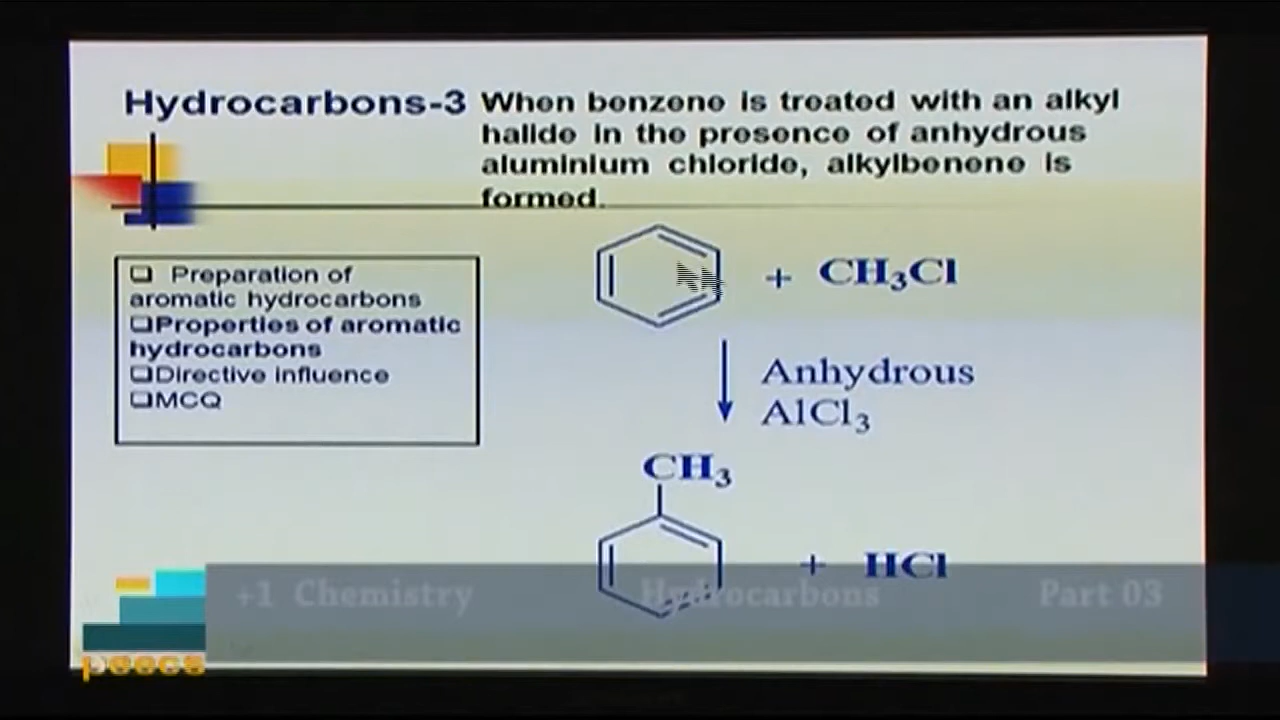 Hydrocarbons-3
When benzene is treated with an alkyl
halide in the presence of anhydrous
aluminium chloride, alkylbenene is
formed.
❑ Preparation of
aromatic hydrocarbons
❑Properties of aromatic
hydrocarbons
❑Directive influence
❑MCQ
+ CH₃Cl
Anhydrous
AlCl₃
CH₃
+ HCl
+1 Chemistry Hydrocarbons Part 03
peecs